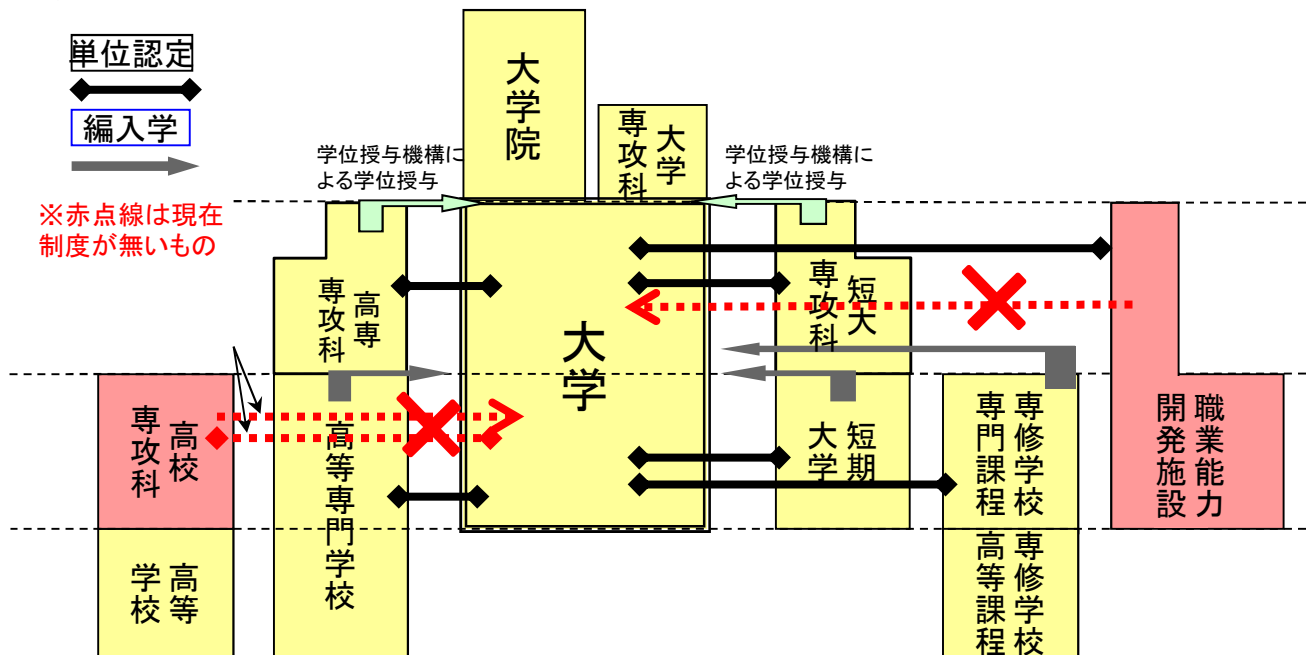 単位認定
編入学
※赤点線は現在
制度が無いもの
大学院
大学
専攻科
学位授与機構に
よる学位授与
学位授与機構に
よる学位授与
高専
専攻科
大学
短大
専攻科
高校
専攻科
高等専門学校
短期
大学
専修学校
専門課程
職業能力
開発施設
高等
学校
専修学校
高等課程